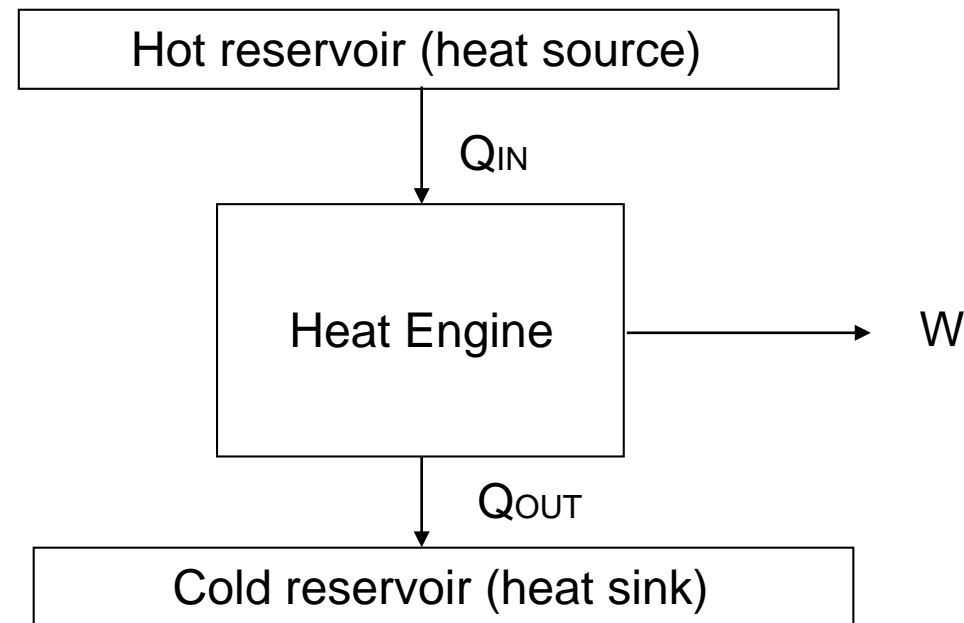 Hot reservoir (heat source)
QIN
Heat Engine
W
QOUT
Cold reservoir (heat sink)